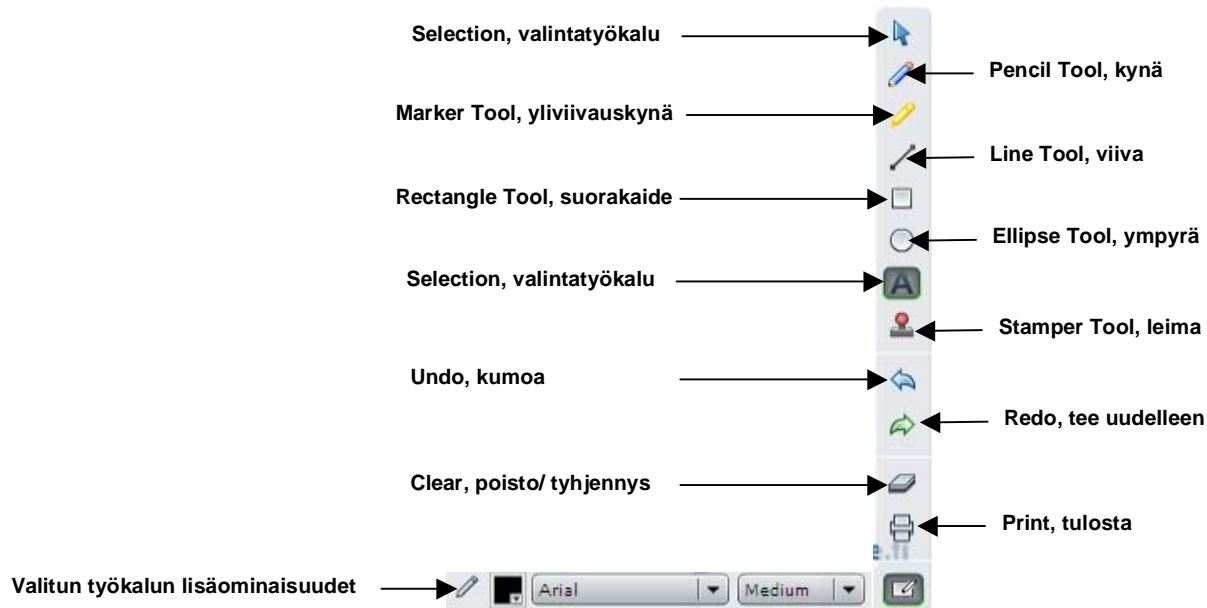 Selection, valintatyökalu
Pencil Tool, kynä
Marker Tool, yliviivauskynä
Line Tool, viiva
Rectangle Tool, suorakaide
Ellipse Tool, ympyrä
Selection, valintatyökalu
A
Stamper Tool, leima
Undo, kumoa
Redo, tee uudelleen
Clear, poisto/ tyhjennys
Print, tulosta
e.fi
Valitun työkalun lisäominaisuudet
Arial Medium